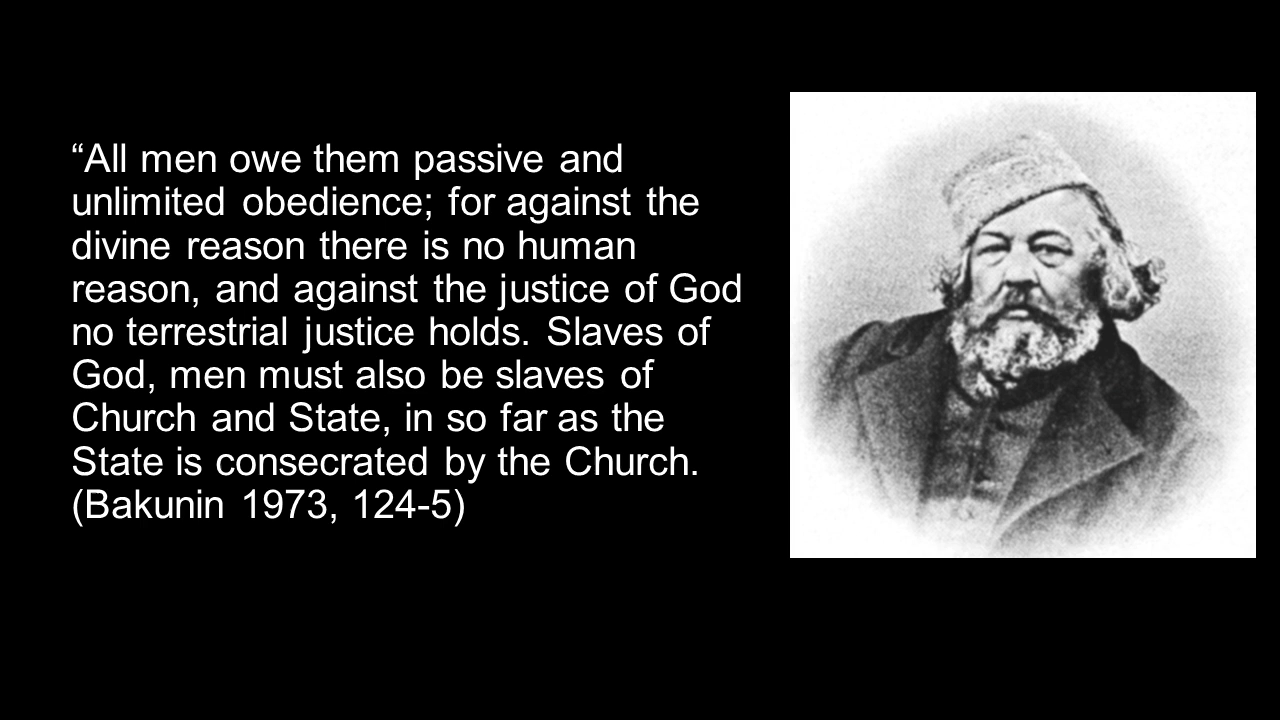 “All men owe them passive and
unlimited obedience; for against the
divine reason there is no human
reason, and against the justice of God
no terrestrial justice holds. Slaves of
God, men must also be slaves of
Church and State, in so far as the
State is consecrated by the Church.
(Bakunin 1973, 124-5)